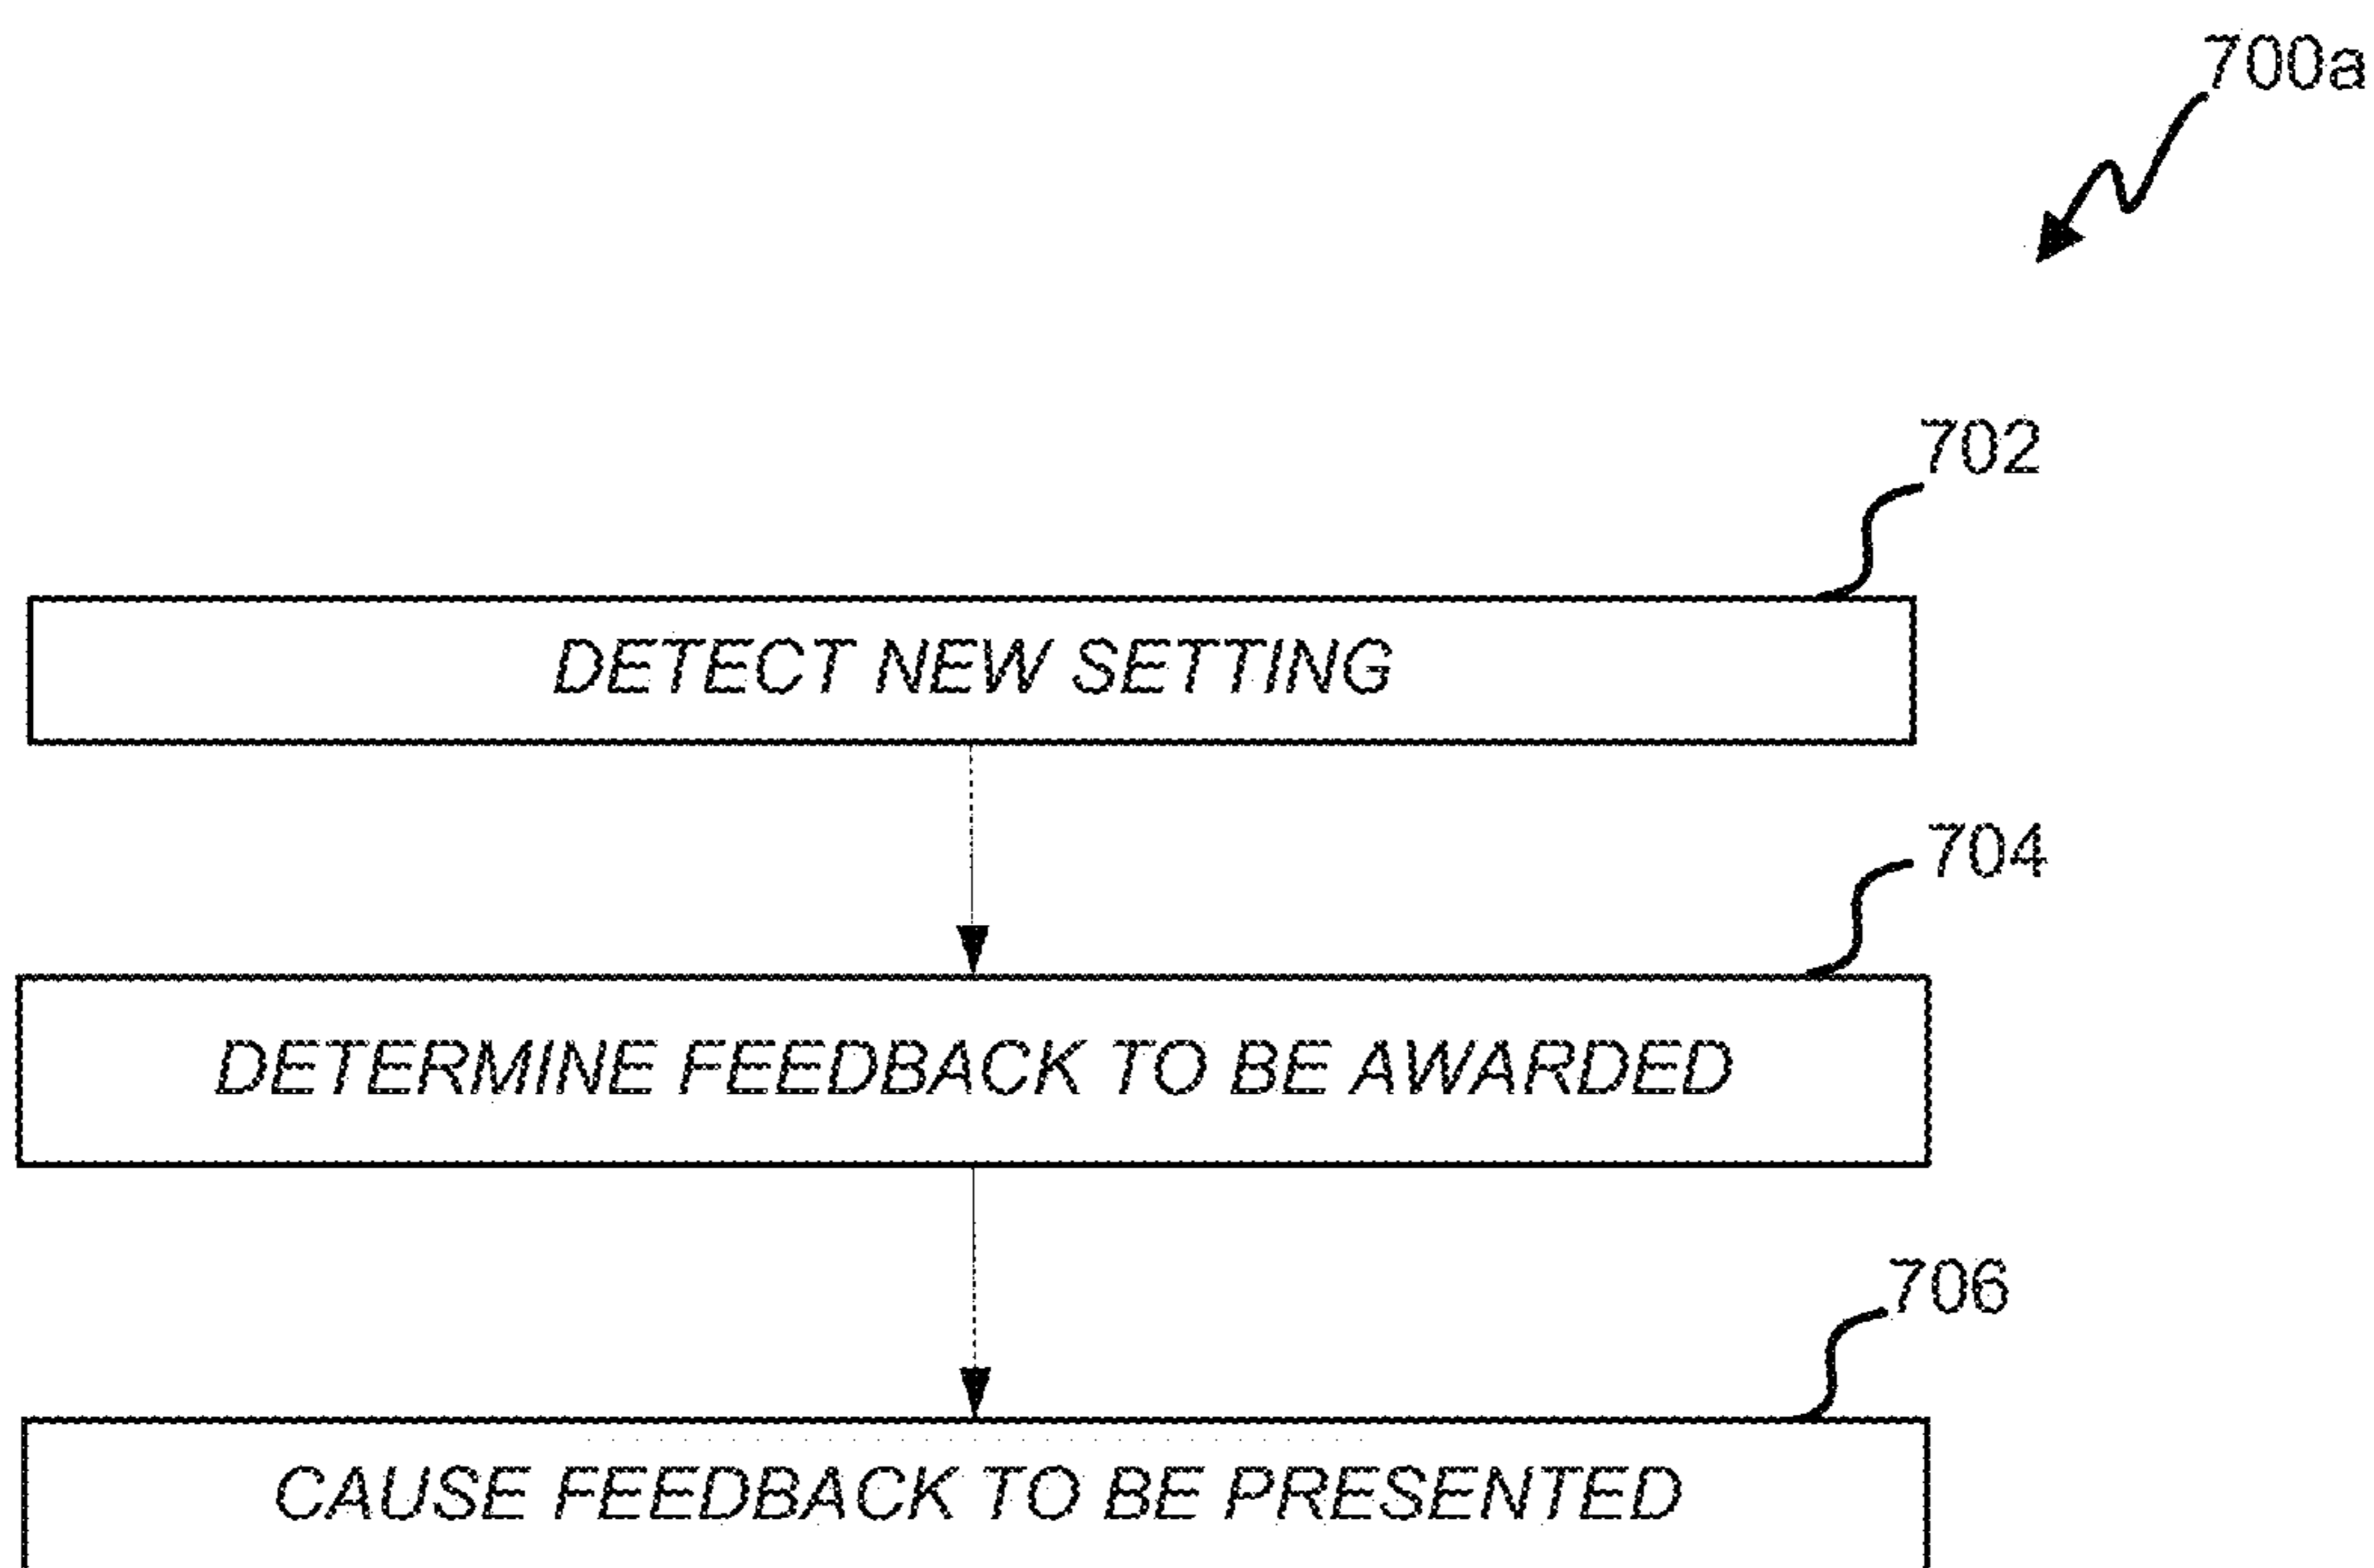 700a
702
DETECT NEW SETTING
704
DETERMINE FEEDBACK TO BE AWARDED
706
CAUSE FEEDBACK TO BE PRESENTED